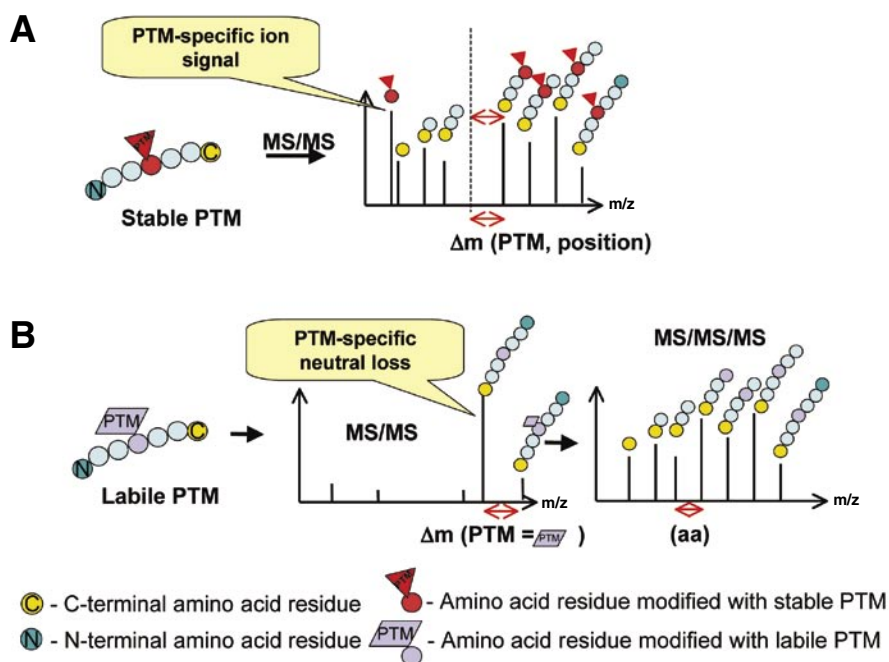 A
PTM-specific ion
signal
PTM
N
C
MS/MS
Stable PTM
m/z
Δm (PTM, position)
B
PTM-specific
neutral loss
PTM
N
C
Labile PTM
MS/MS
m/z
Δm (PTM = PTM )
MS/MS/MS
m/z
(aa)
C - C-terminal amino acid residue
N - N-terminal amino acid residue
PTM - Amino acid residue modified with stable PTM
PTM - Amino acid residue modified with labile PTM